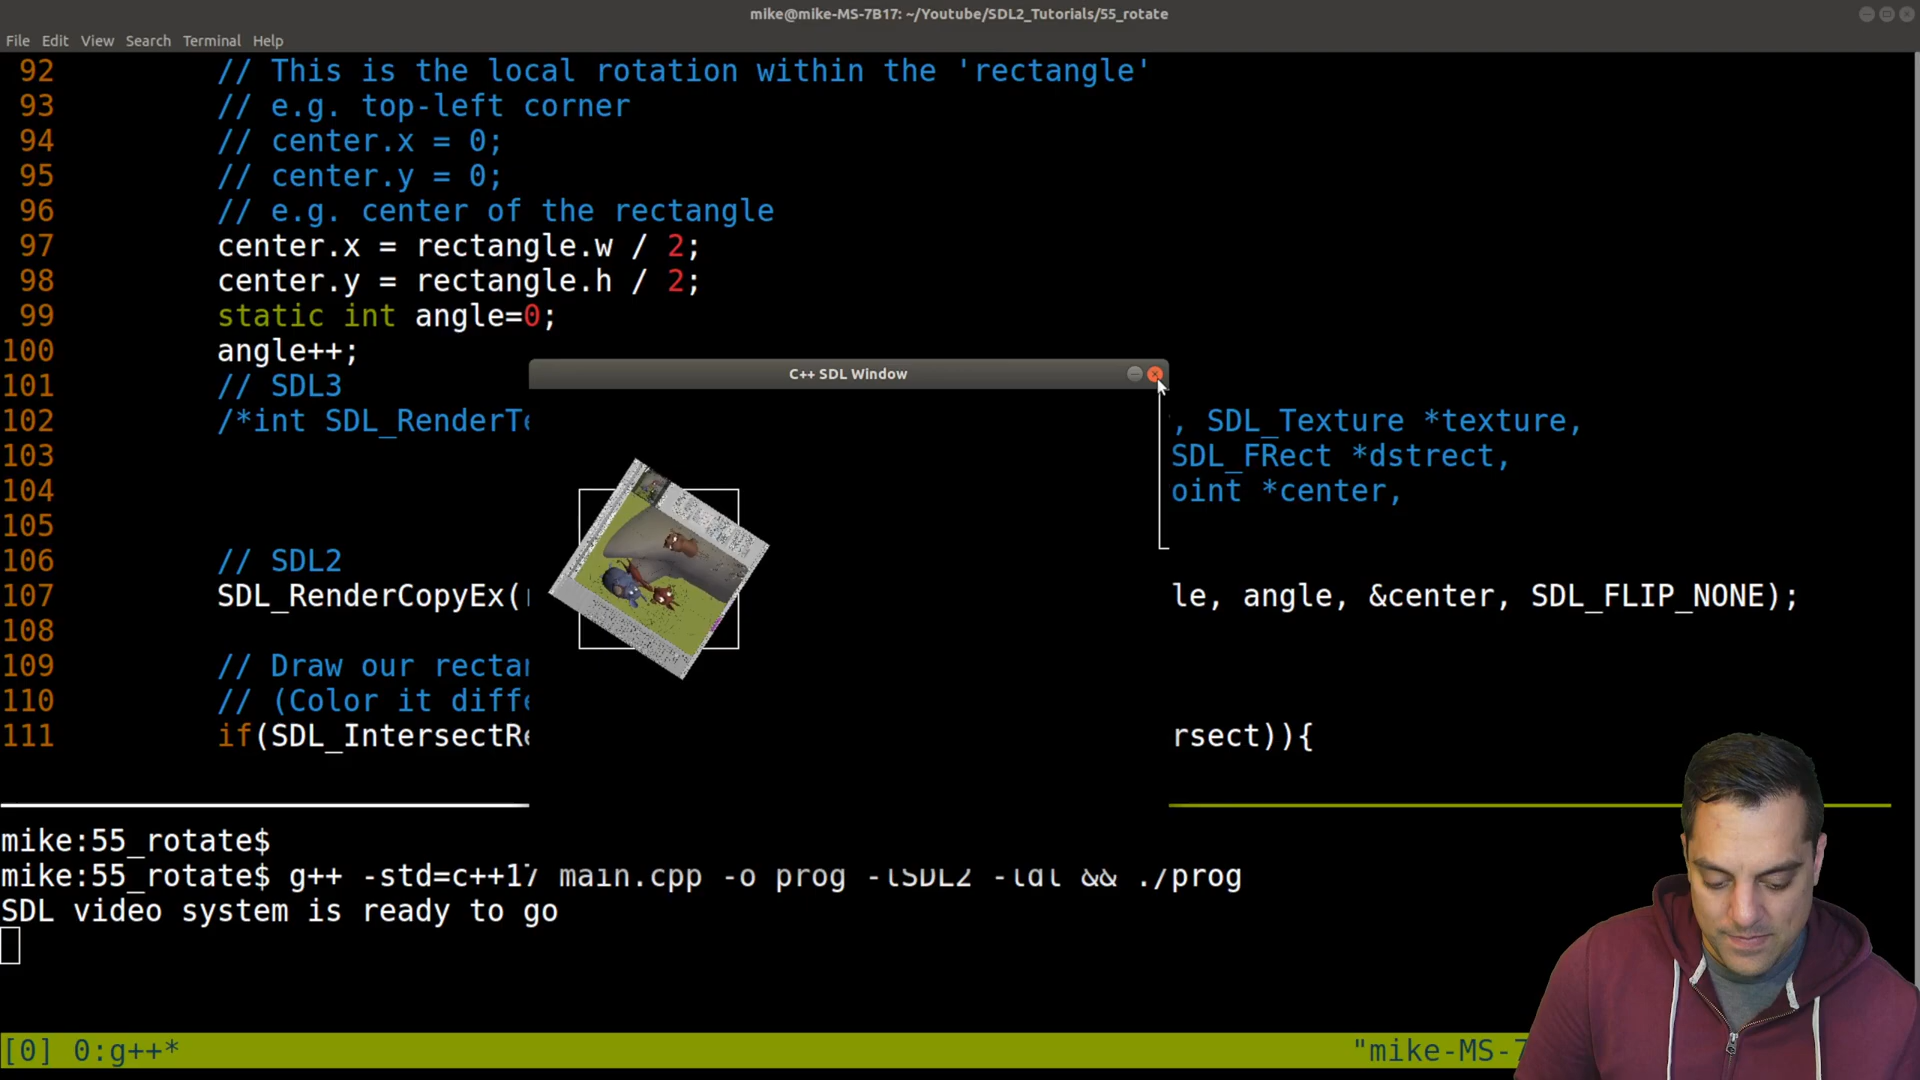 mike@mike-MS-7B17: ~/Youtube/SDL2_Tutorials/55_rotate
File Edit View Search Terminal Help
92 // This is the local rotation within the 'rectangle'
93 // e.g. top-left corner
94 // center.x = 0;
95 // center.y = 0;
96 // e.g. center of the rectangle
97 center.x = rectangle.w / 2;
98 center.y = rectangle.h / 2;
99 static int angle=0;
100 angle++;
C++ SDL Window
101 // SDL3
102 /*int SDL_RenderTe , SDL_Texture *texture,
103 SDL_FRect *dstrect,
104 oint *center,
105
106 // SDL2
107 SDL_RenderCopyEx( le, angle, &center, SDL_FLIP_NONE);
108
109 // Draw our rectan
110 // (Color it diffe
111 if(SDL_IntersectRe rsect)){
mike:55_rotate$
mike:55_rotate$ g++ -std=c++17 main.cpp -o prog -lSDL2 -ldl && ./prog
SDL video system is ready to go
[0] 0:g++* "mike-MS-7